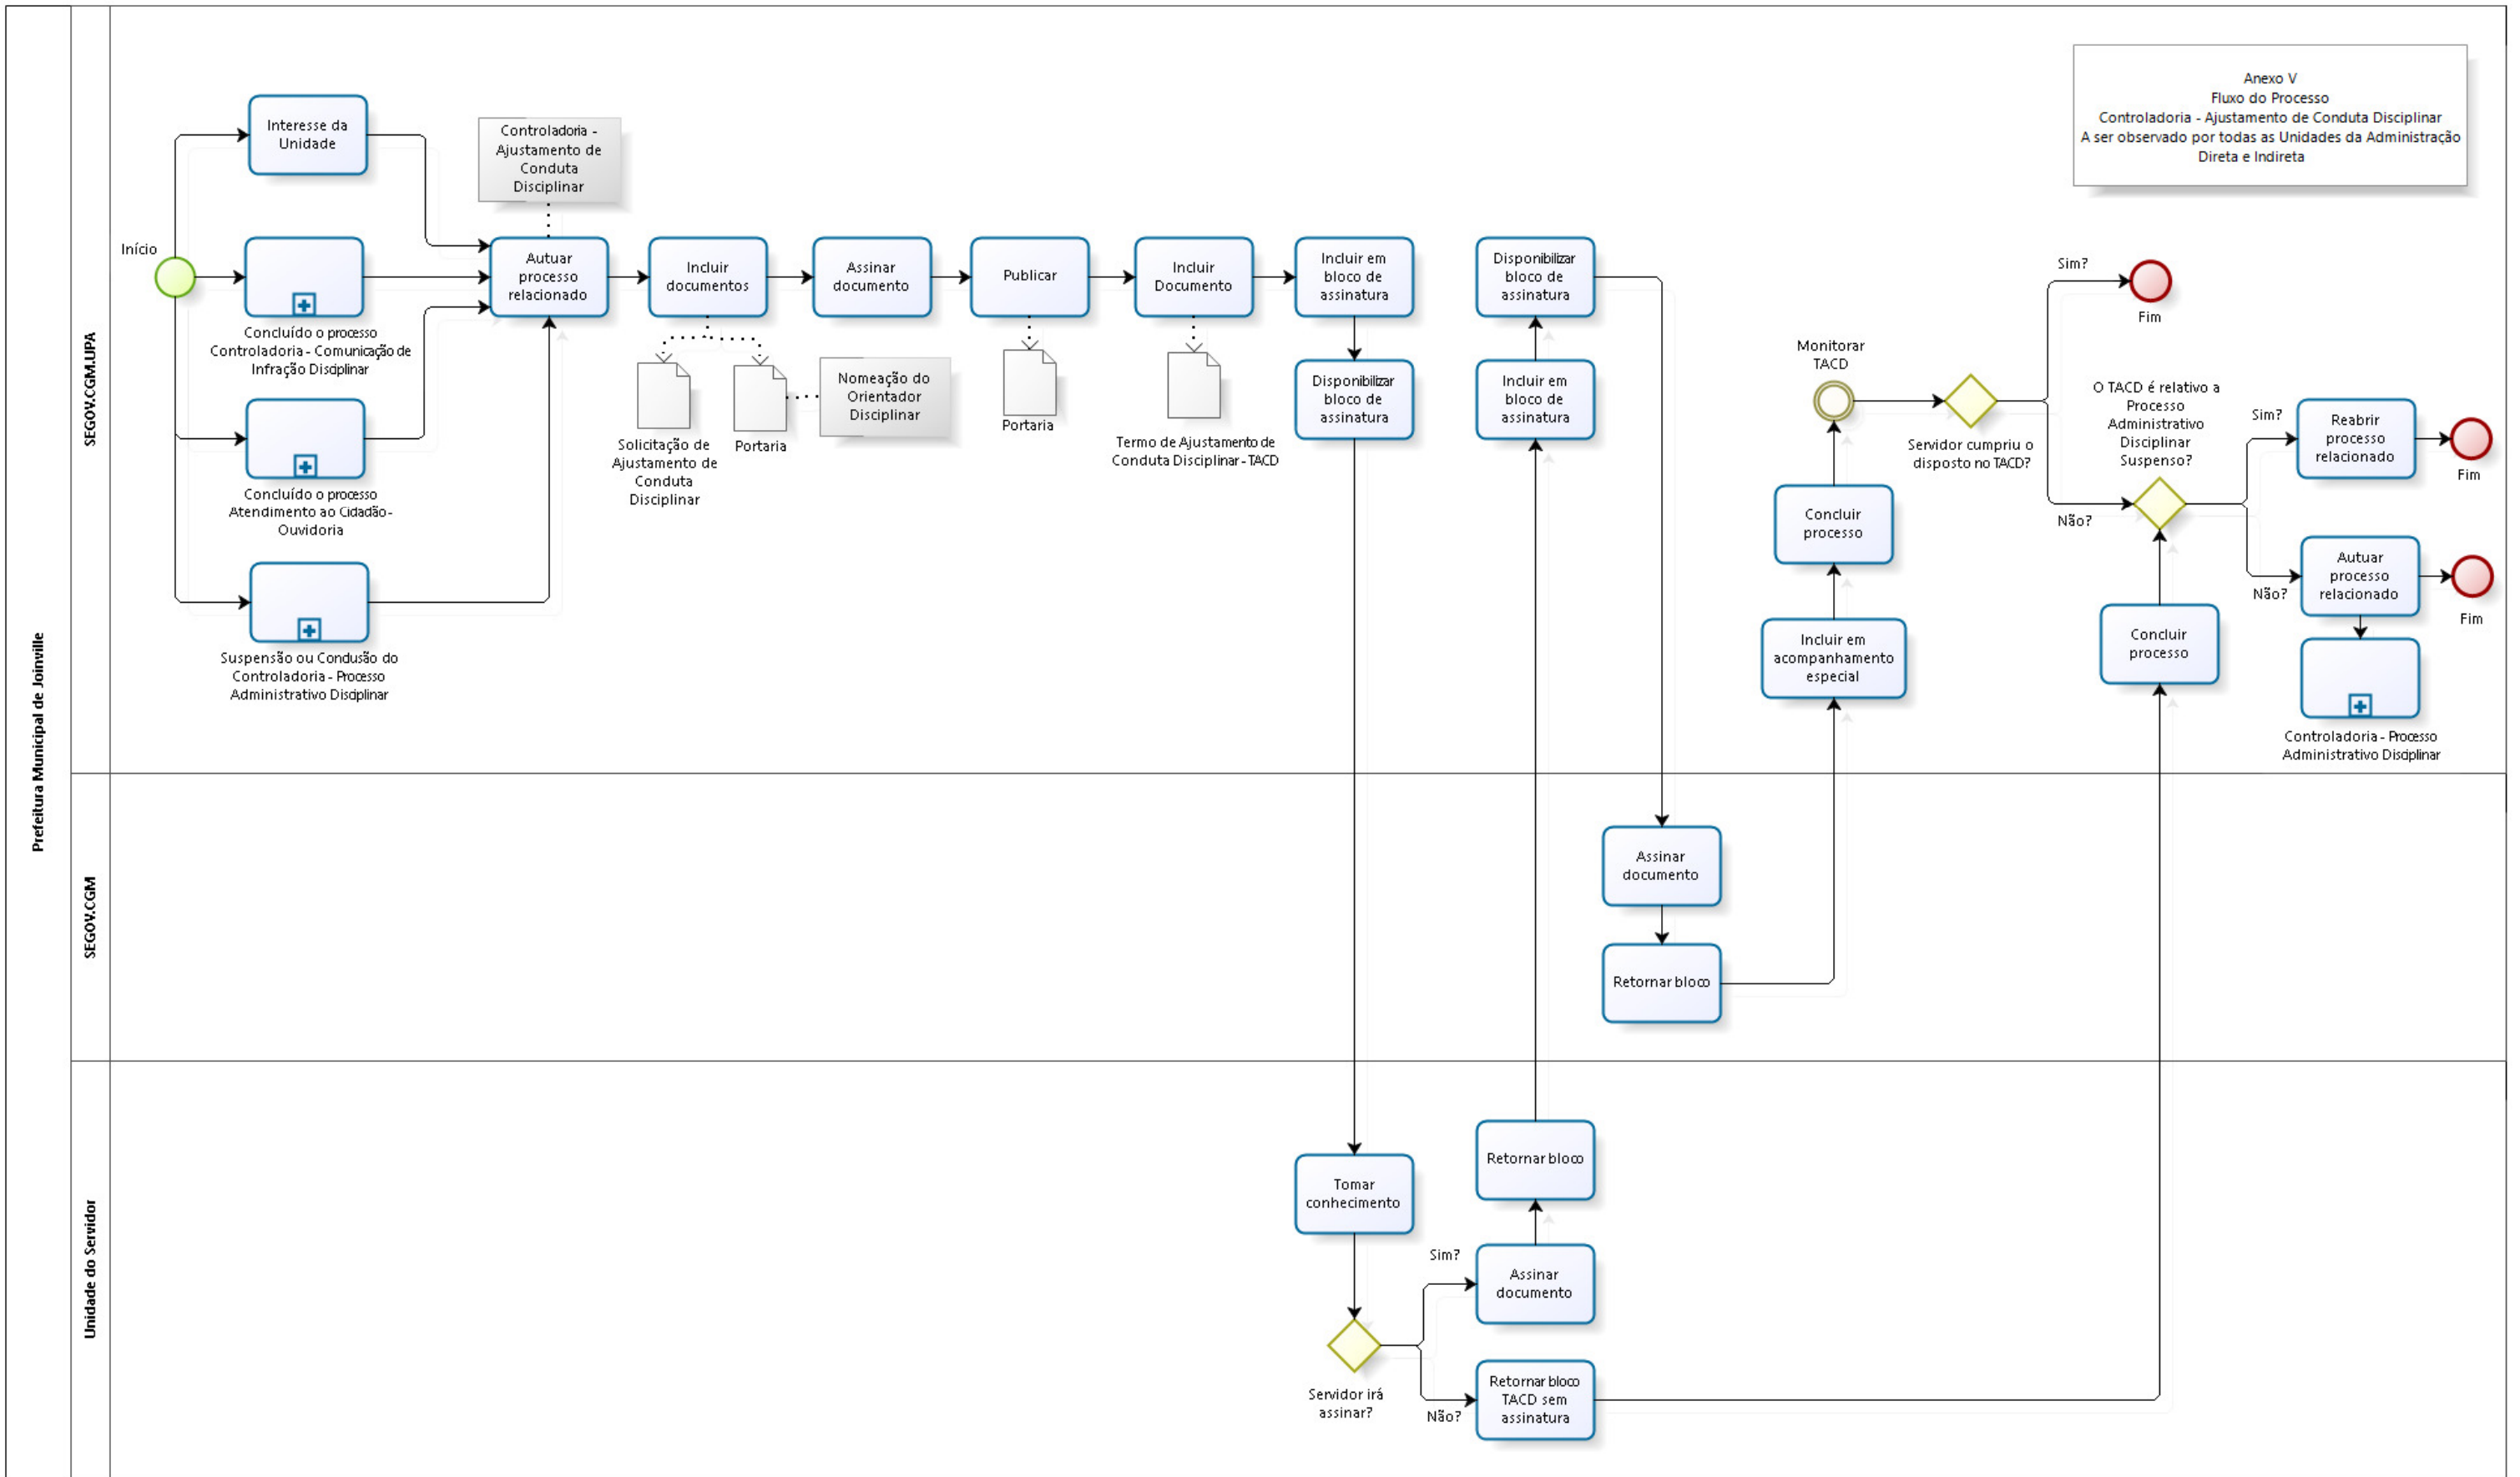 Prefeitura Municipal de Joinville
SEGOV.CGM.UPA
Anexo V
Fluxo do Processo
Controladoria - Ajustamento de Conduta Disciplinar
A ser observado por todas as Unidades da Administração
Direta e Indireta
Início
Interesse da
Unidade
Concluído o processo
Controladoria - Comunicação de
Infração Disciplinar
Concluído o processo
Atendimento ao Cidadão -
Ouvidoria
Suspensão ou Condusão do
Controladoria - Processo
Administrativo Disciplinar
Controladoria -
Ajustamento de
Conduta
Disciplinar
Autuar
processo
relacionado
Incluir
documentos
Solicitação de
Ajustamento de
Conduta
Disciplinar
Portaria
Nomeação do
Orientador
Disciplinar
Assinar
documento
Publicar
Portaria
Incluir
Documento
Termo de Ajustamento de
Conduta Disciplinar - TACD
Incluir em
bloco de
assinatura
Disponibilizar
bloco de
assinatura
Disponibilizar
bloco de
assinatura
Incluir em
bloco de
assinatura
Monitorar
TACD
Concluir
processo
Incluir em
acompanhamento
especial
Servidor cumpriu o
disposto no TACD?
Sim?
Fim
Não?
O TACD é relativo a
Processo
Administrativo
Disciplinar
Suspenso?
Sim?
Reabrir
processo
relacionado
Fim
Não?
Autuar
processo
relacionado
Fim
Concluir
processo
Controladoria - Processo
Administrativo Disciplinar
SEGOV.CGM
Assinar
documento
Retornar bloco
Unidade do Servidor
Tomar
conhecimento
Servidor irá
assinar?
Sim?
Retornar bloco
Assinar
documento
Não?
Retornar bloco
TACD sem
assinatura